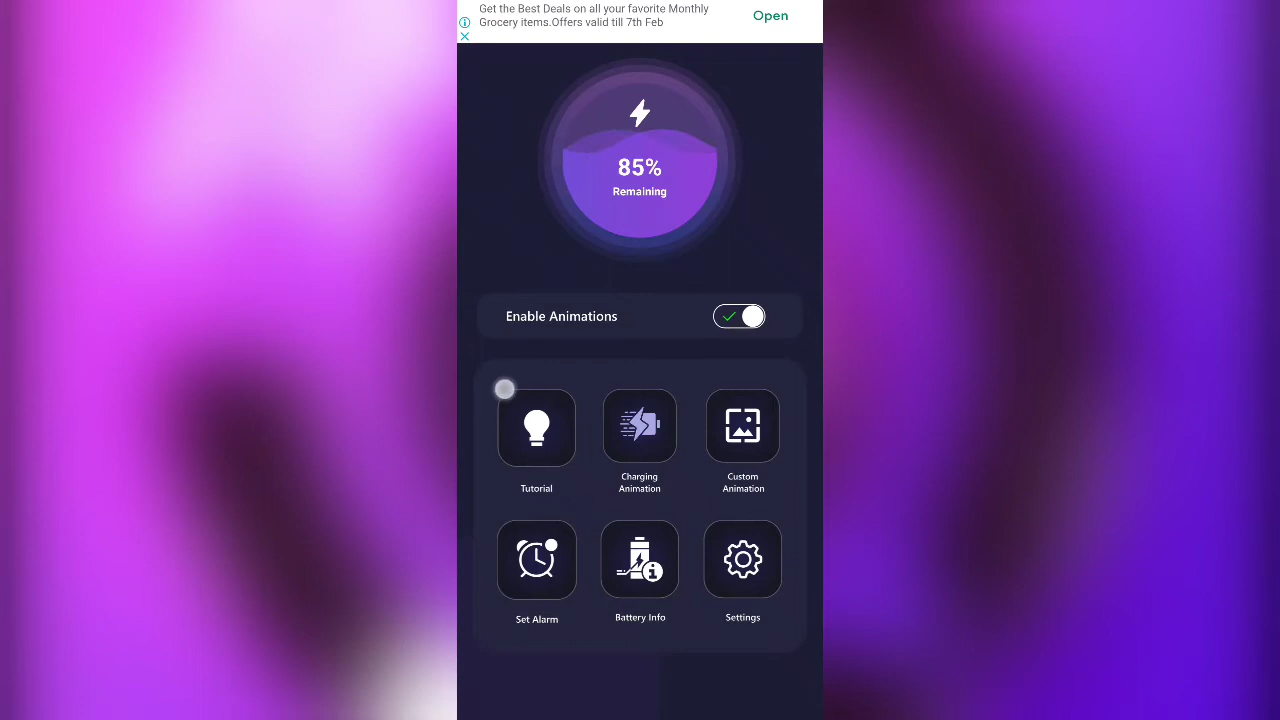 Get the Best Deals on all your favorite Monthly
Grocery items.Offers valid till 7th Feb
Open
85%
Remaining
Enable Animations
Tutorial
Charging
Animation
Custom
Animation
Set Alarm
Battery Info
Settings